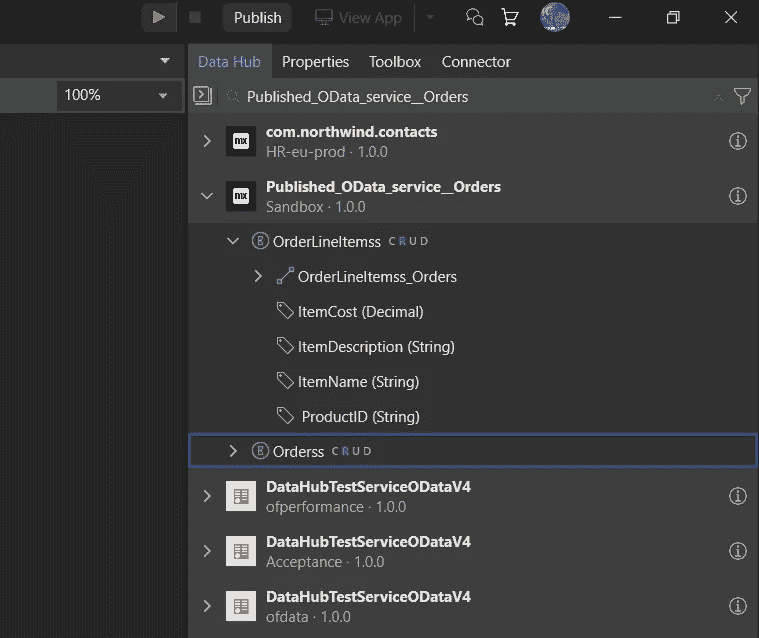 Publish
View App
Data Hub Properties Toolbox Connector
100%
Published_OData_service__Orders
mx
com.northwind.contacts
HR-eu-prod · 1.0.0
mx
Published_OData_service__Orders
Sandbox · 1.0.0
E OrderLineItemss C R U D
OrderLineItemss_Orders
ItemCost (Decimal)
ItemDescription (String)
ItemName (String)
ProductID (String)
E Orderss C R U D
DataHubTestServiceODataV4
ofperformance · 1.0.0
DataHubTestServiceODataV4
Acceptance · 1.0.0
DataHubTestServiceODataV4
ofdata · 1.0.0